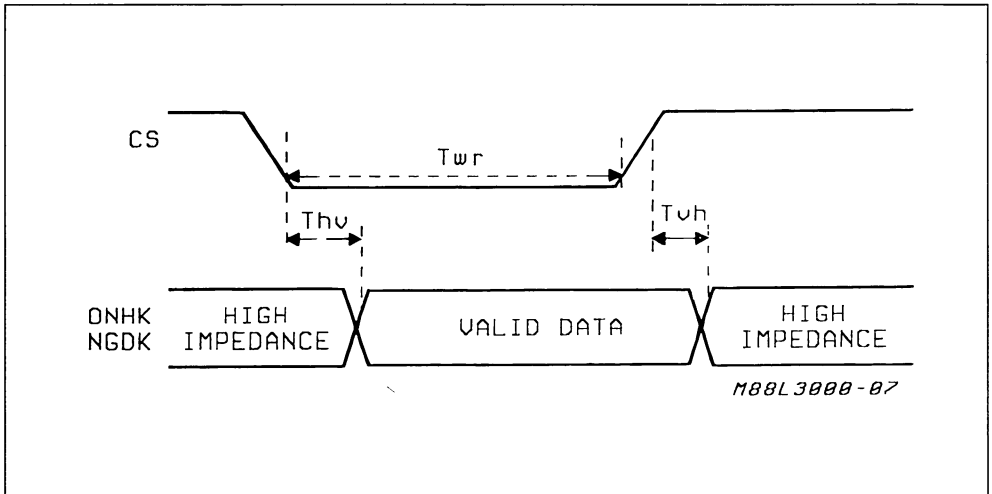 CS
Twr
Thv
Tvh
ONHK
NGDK
HIGH
IMPEDANCE
VALID DATA
HIGH
IMPEDANCE
M88L3000-07